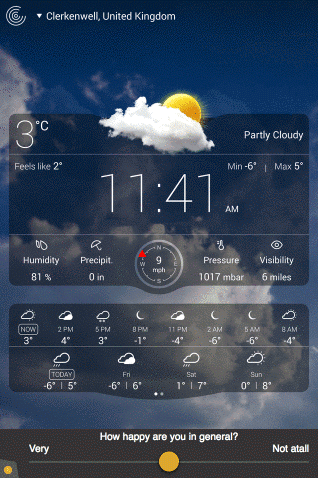 Clerkenwell, United Kingdom
3°C
Partly Cloudy
Feels like 2°
Min -6° | Max 5°
11:41 AM
N
W E
S
9
mph
Humidity
81 %
Precipit.
0 in
Pressure
1017 mbar
Visibility
6 miles
NOW 2 PM 5 PM 8 PM 11 PM 2 AM 5 AM 8 AM
3° 4° 3° -1° -4° -6° -6° -4°
TODAY Fri Sat Sun
-6° | 5° -6° | 6° 1° | 7° 0° | 8°
How happy are you in general?
Very Not atall